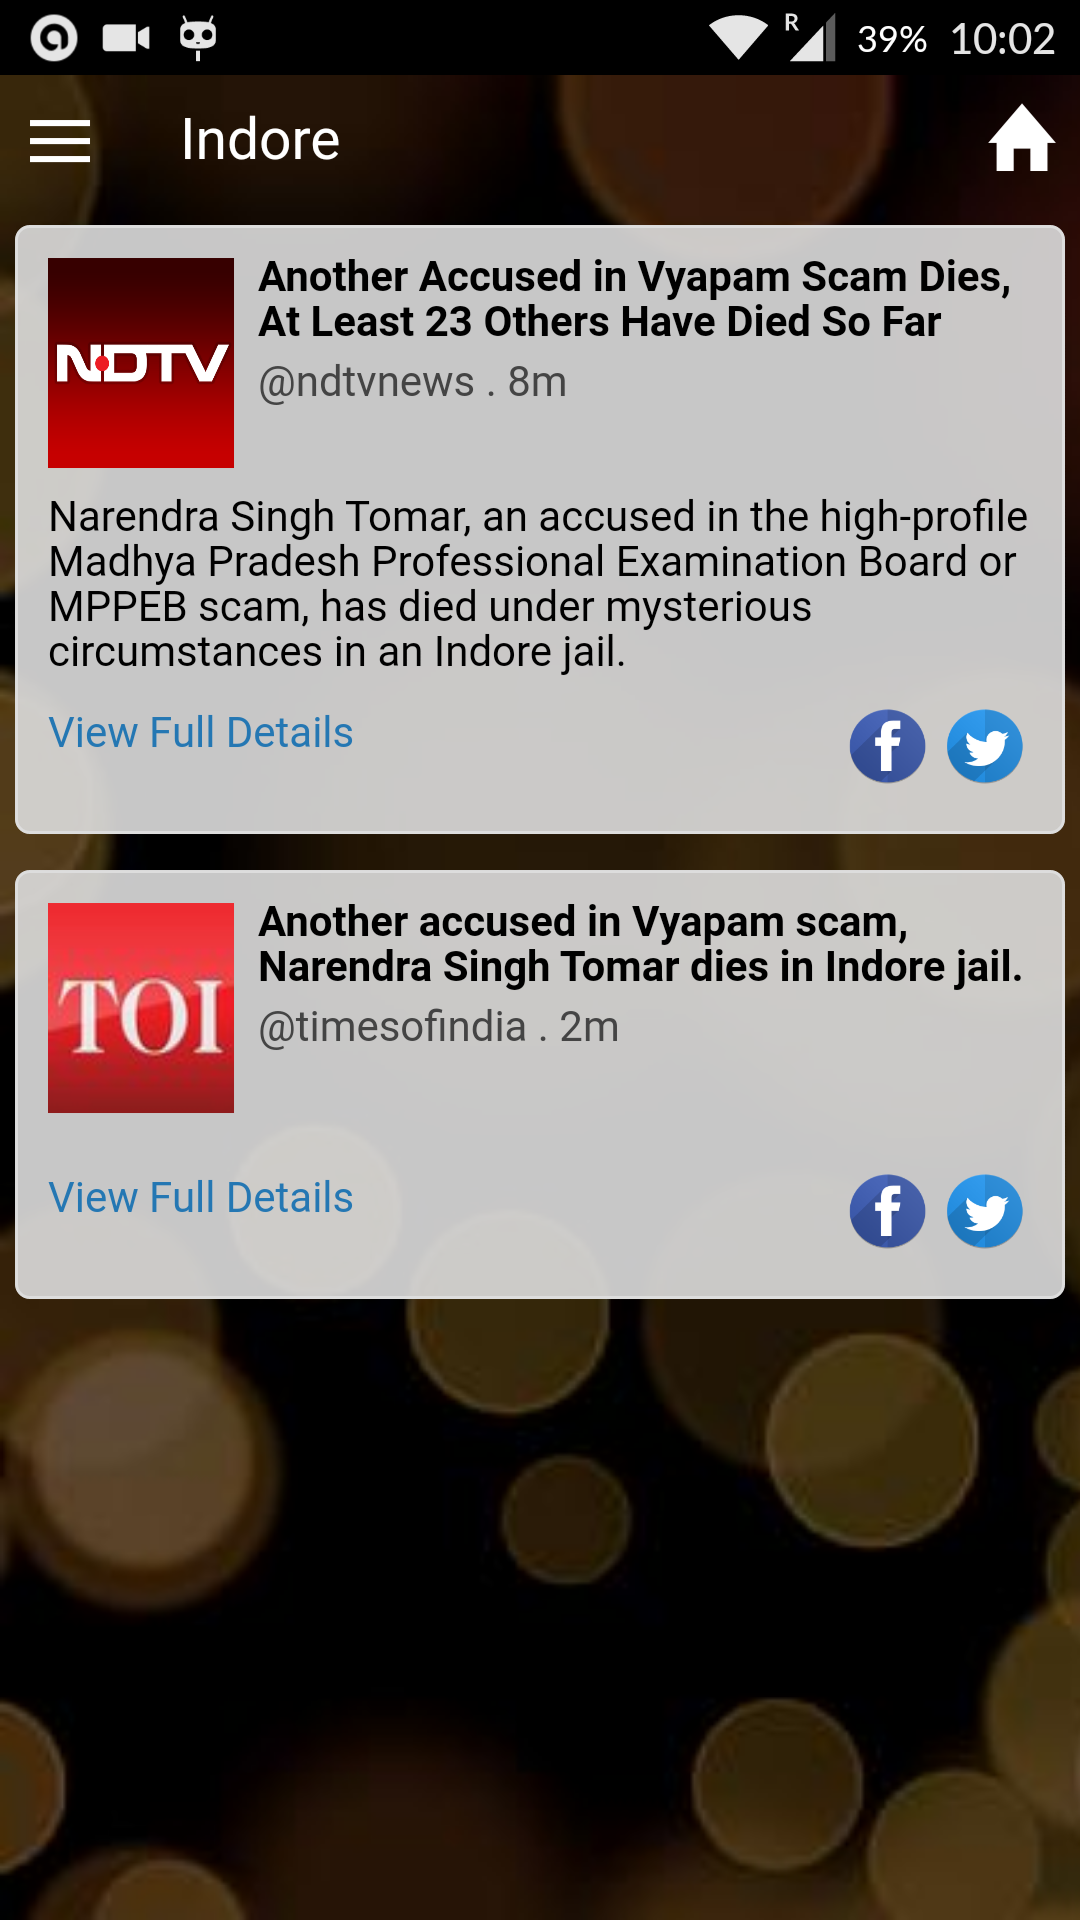 R 39% 10:02
Indore
NDTV
Another Accused in Vyapam Scam Dies,
At Least 23 Others Have Died So Far
@ndtvnews . 8m
Narendra Singh Tomar, an accused in the high-profile
Madhya Pradesh Professional Examination Board or
MPPEB scam, has died under mysterious
circumstances in an Indore jail.
View Full Details
TOI
Another accused in Vyapam scam,
Narendra Singh Tomar dies in Indore jail.
@timesofindia . 2m
View Full Details